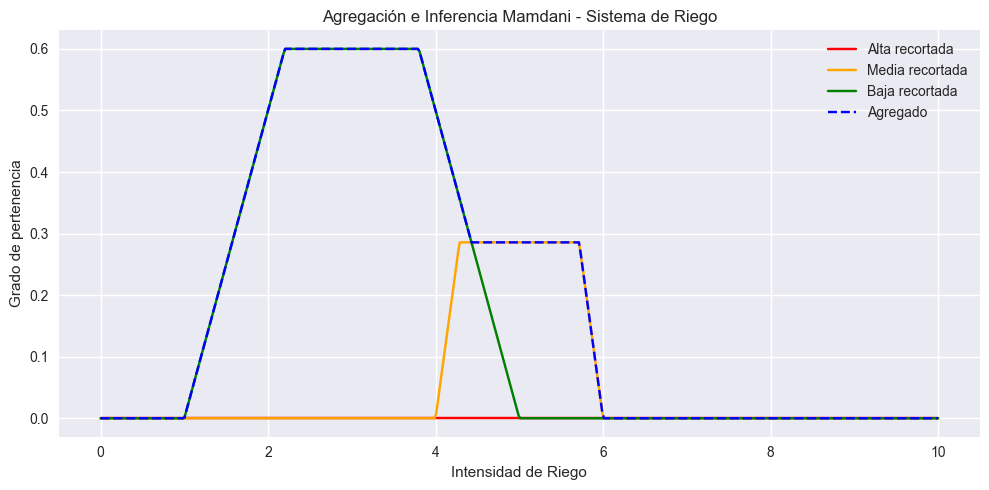 Agregación e Inferencia Mamdani - Sistema de Riego
Alta recortada
Media recortada
Baja recortada
Agregado
Grado de pertenencia
0.6
0.5
0.4
0.3
0.2
0.1
0.0
0 2 4 6 8 10
Intensidad de Riego